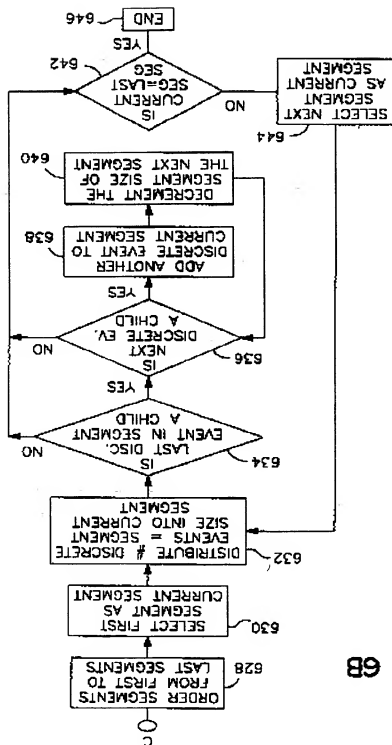 6B
C
ORDER SEGMENTS
FROM FIRST TO
LAST SEGMENTS
628
SELECT FIRST
SEGMENT AS
CURRENT SEGMENT
630
DISTRIBUTE # DISCRETE
EVENTS = SEGMENT
SIZE INTO CURRENT
SEGMENT
632
IS
LAST DISC.
EVENT IN SEGMENT
A CHILD
634
NO
YES
IS
NEXT
DISCRETE EV.
A CHILD
636
NO
YES
ADD ANOTHER
DISCRETE EVENT TO
CURRENT SEGMENT
638
DECREMENT THE
SEGMENT SIZE OF
THE NEXT SEGMENT
640
IS
CURRENT
SEG=LAST
SEG
642
NO
SELECT NEXT
SEGMENT
AS CURRENT
SEGMENT
644
YES
END
646